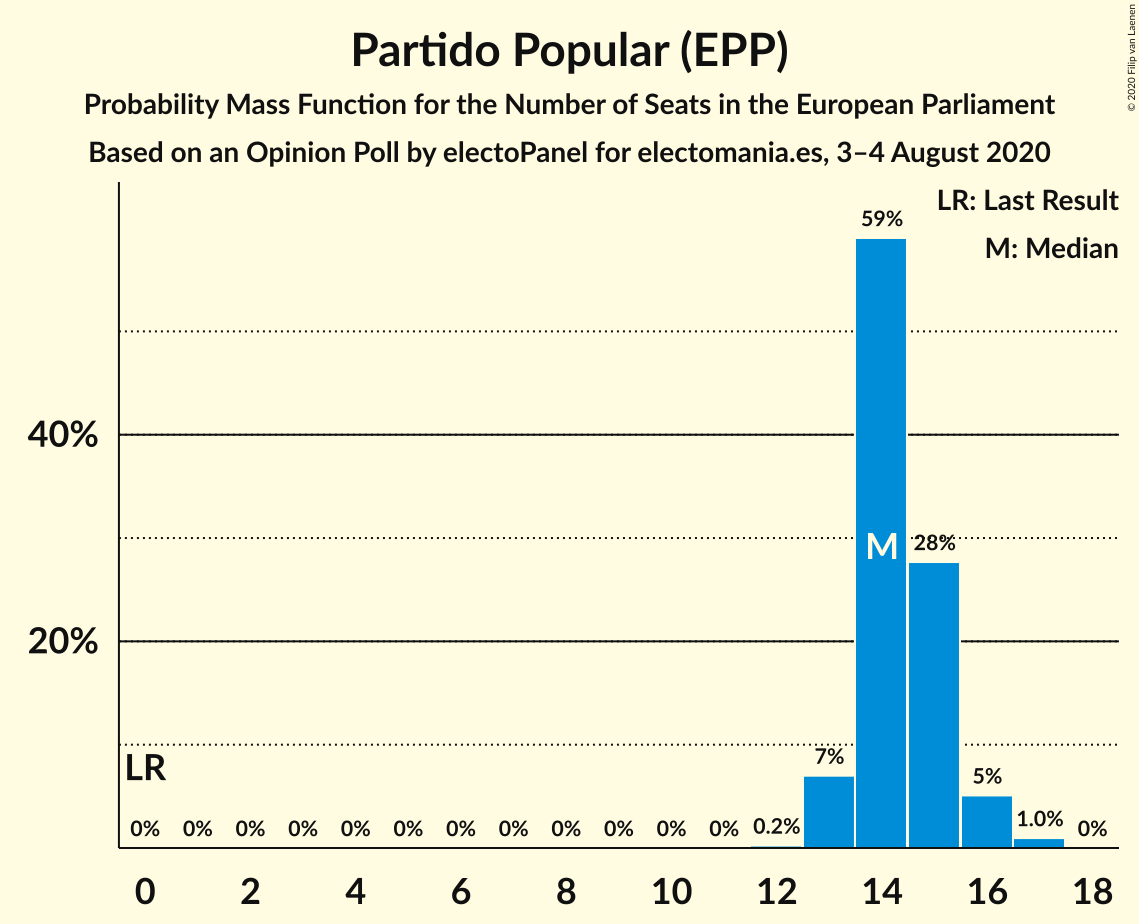 Partido Popular (EPP)
Probability Mass Function for the Number of Seats in the European Parliament
Based on an Opinion Poll by electoPanel for electomania.es, 3–4 August 2020
© 2020 Filip van Laenen
LR: Last Result
M: Median
59%
40%
M
28%
20%
LR
7%
5%
0% 0% 0% 0% 0% 0% 0% 0% 0% 0% 0% 0% 0.2% 1.0% 0%
0 2 4 6 8 10 12 14 16 18